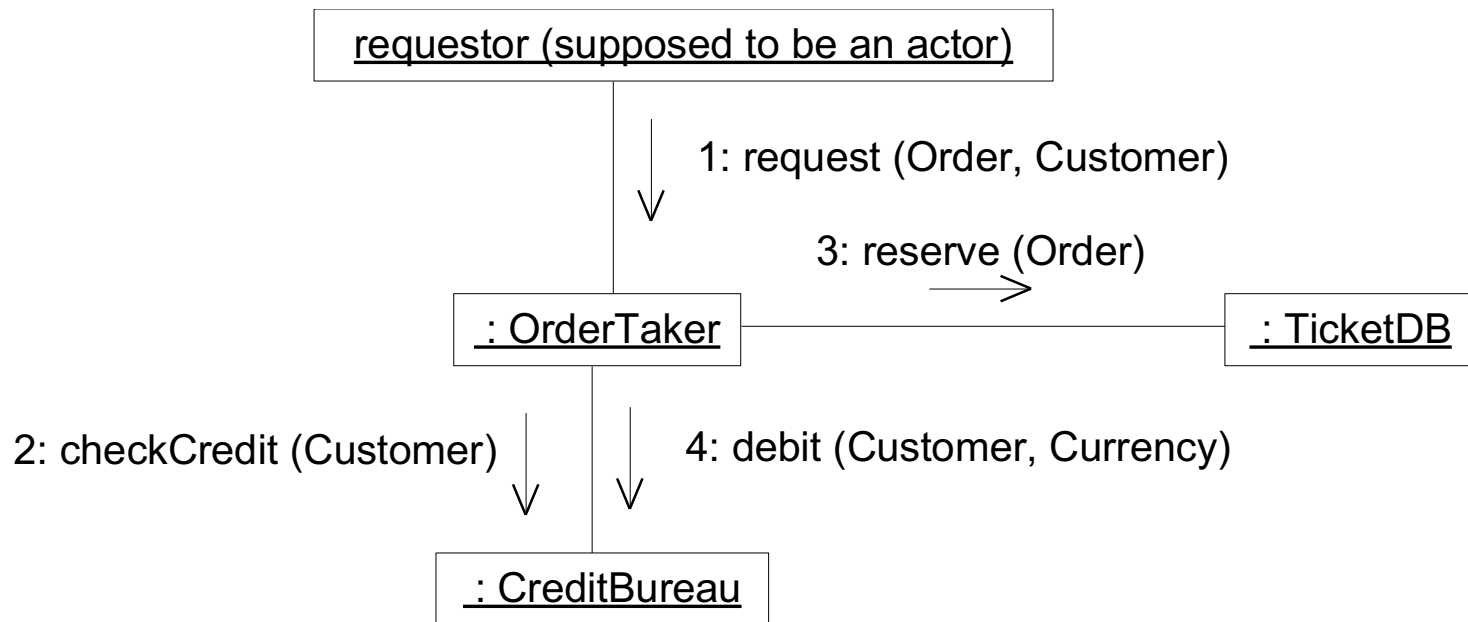 requestor (supposed to be an actor)
1: request (Order, Customer)
3: reserve (Order)
: OrderTaker
: TicketDB
2: checkCredit (Customer)
4: debit (Customer, Currency)
: CreditBureau